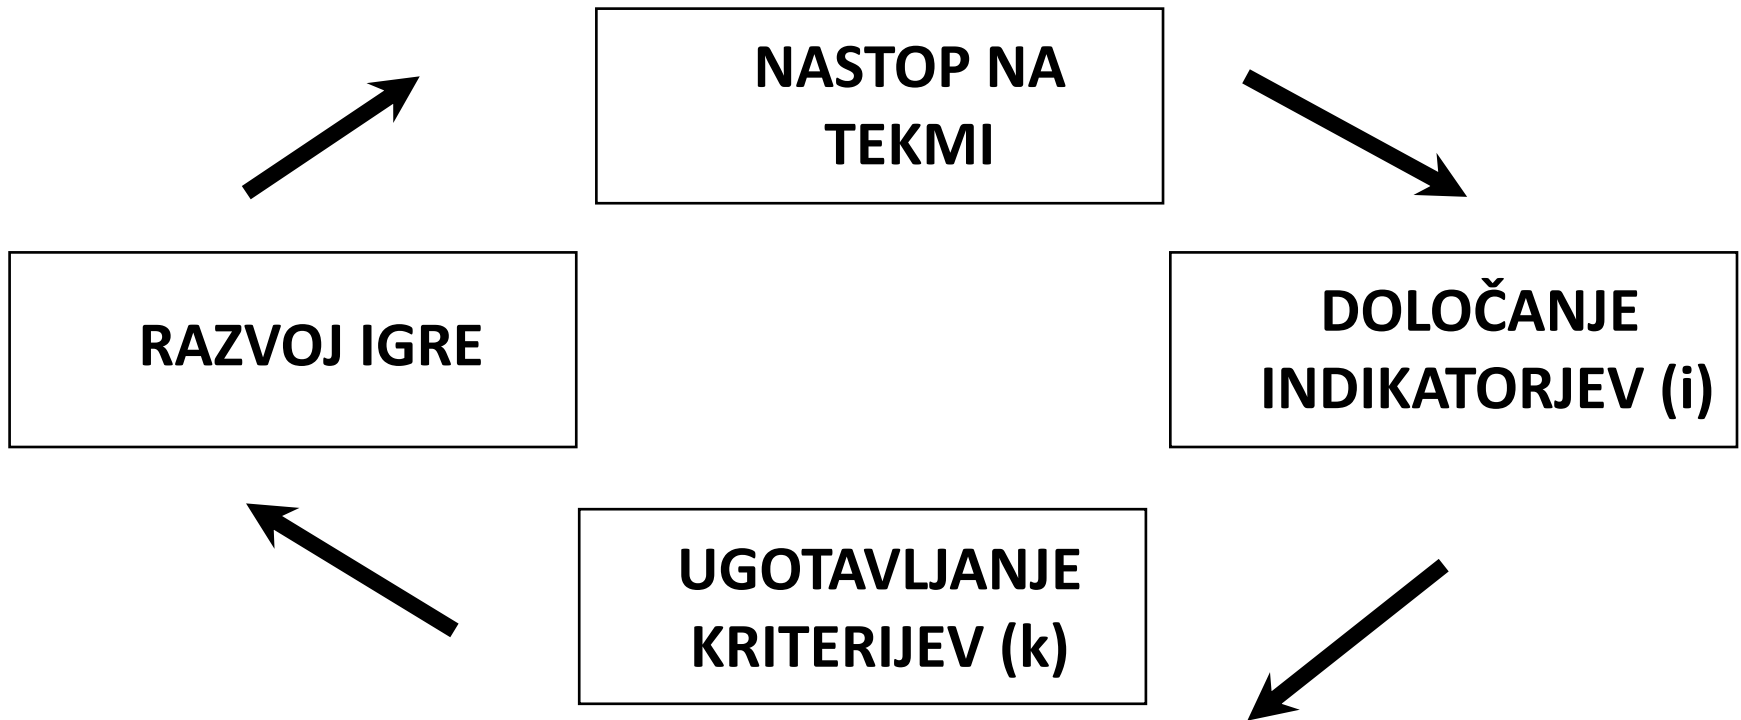 NASTOP NA
TEKMI
RAZVOJ IGRE
DOLOČANJE
INDIKATORJEV (i)
UGOTAVLJANJE
KRITERIJEV (k)